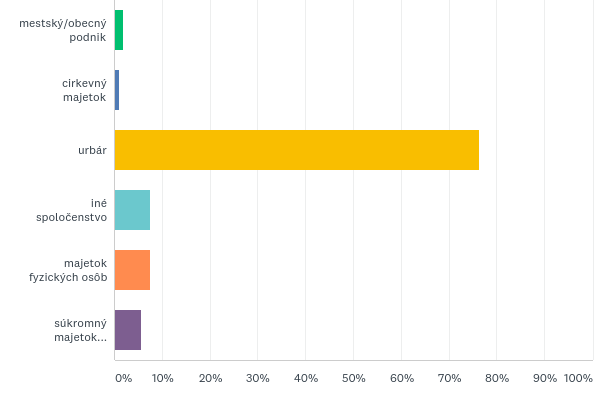 mestský/obecný
podnik
cirkevný
majetok
urbár
iné
spoločenstvo
majetok
fyzických osôb
súkromný
majetok...
0% 10% 20% 30% 40% 50% 60% 70% 80% 90% 100%